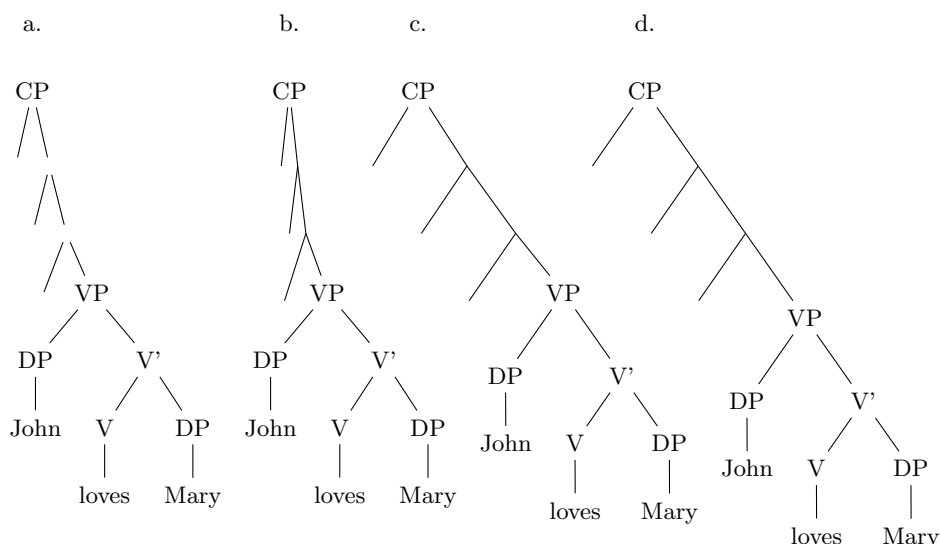 a. b. c. d.
CP CP CP CP
VP VP VP
VP
DP V' DP V' DP V'
DP V'
John V DP John V DP John V DP
John V DP
loves Mary loves Mary loves Mary
loves Mary